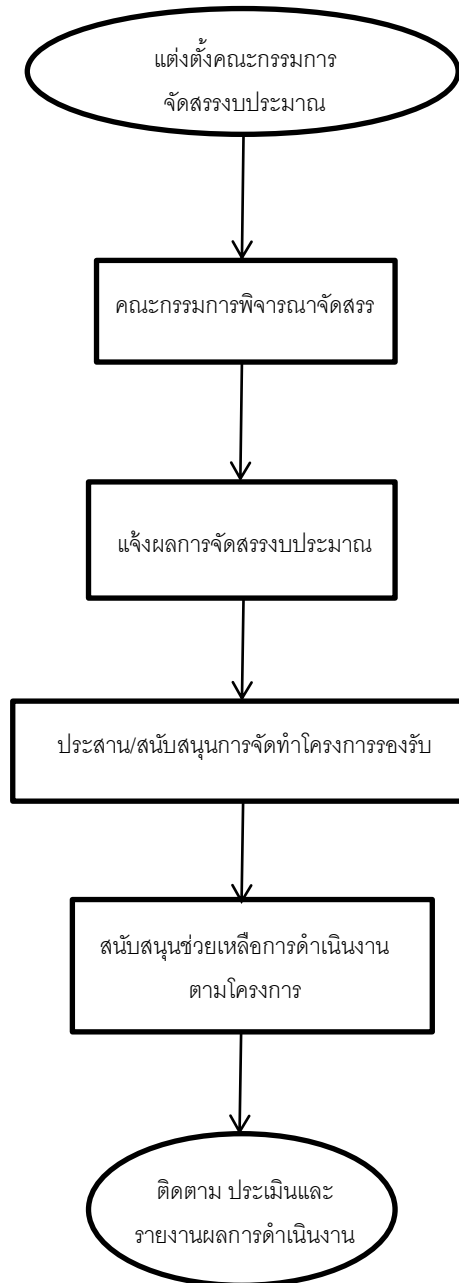 แต่งตั้งคณะกรรมการ
จัดสรรงบประมาณ
คณะกรรมการพิจารณาจัดสรร
แจ้งผลการจัดสรรงบประมาณ
ประสาน/สนับสนุนการจัดทำโครงการรองรับ
สนับสนุนช่วยเหลือการดำเนินงาน
ตามโครงการ
ติดตาม ประเมินและ
รายงานผลการดำเนินงาน